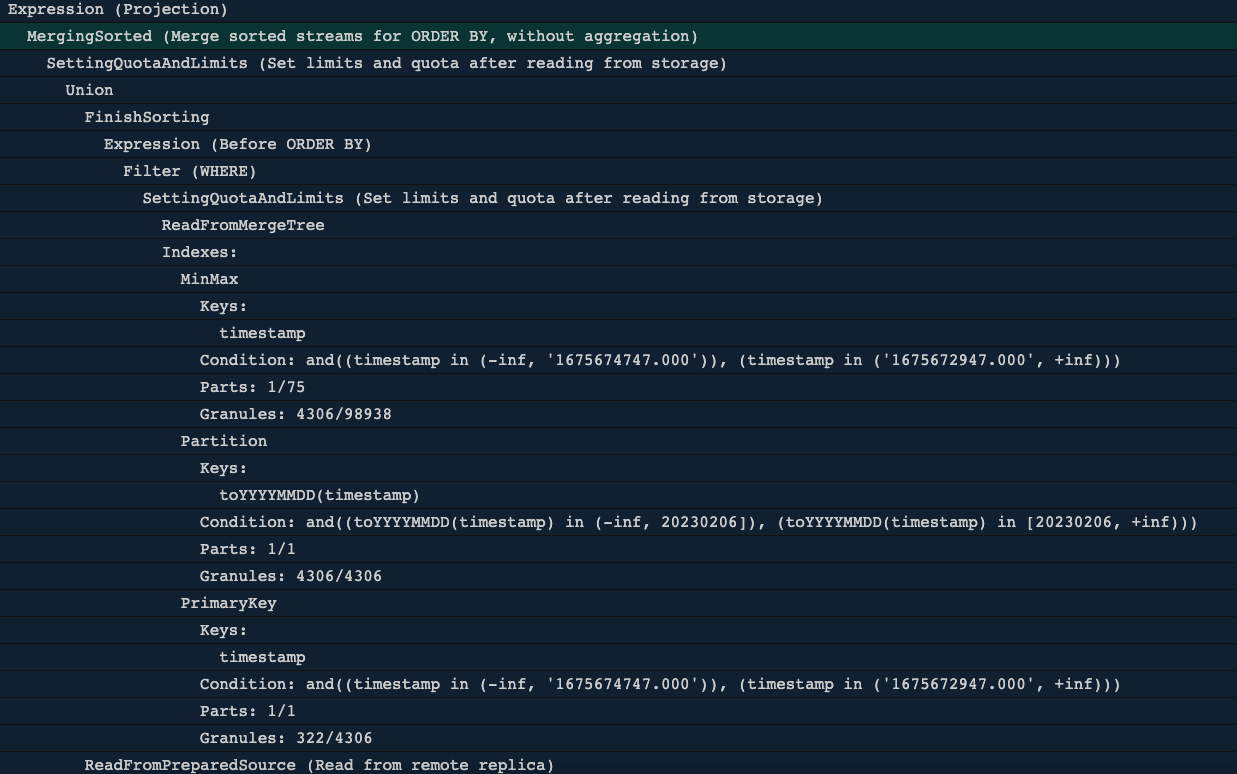 Expression (Projection)
MergingSorted (Merge sorted streams for ORDER BY, without aggregation)
SettingQuotaAndLimits (Set limits and quota after reading from storage)
Union
FinishSorting
Expression (Before ORDER BY)
Filter (WHERE)
SettingQuotaAndLimits (Set limits and quota after reading from storage)
ReadFromMergeTree
Indexes:
MinMax
Keys:
timestamp
Condition: and((timestamp in (-inf, '1675674747.000')), (timestamp in ('1675672947.000', +inf)))
Parts: 1/75
Granules: 4306/98938
Partition
Keys:
toYYYYMMDD(timestamp)
Condition: and((toYYYYMMDD(timestamp) in (-inf, 20230206]), (toYYYYMMDD(timestamp) in [20230206, +inf)))
Parts: 1/1
Granules: 4306/4306
PrimaryKey
Keys:
timestamp
Condition: and((timestamp in (-inf, '1675674747.000')), (timestamp in ('1675672947.000', +inf)))
Parts: 1/1
Granules: 322/4306
ReadFromPreparedSource (Read from remote replica)